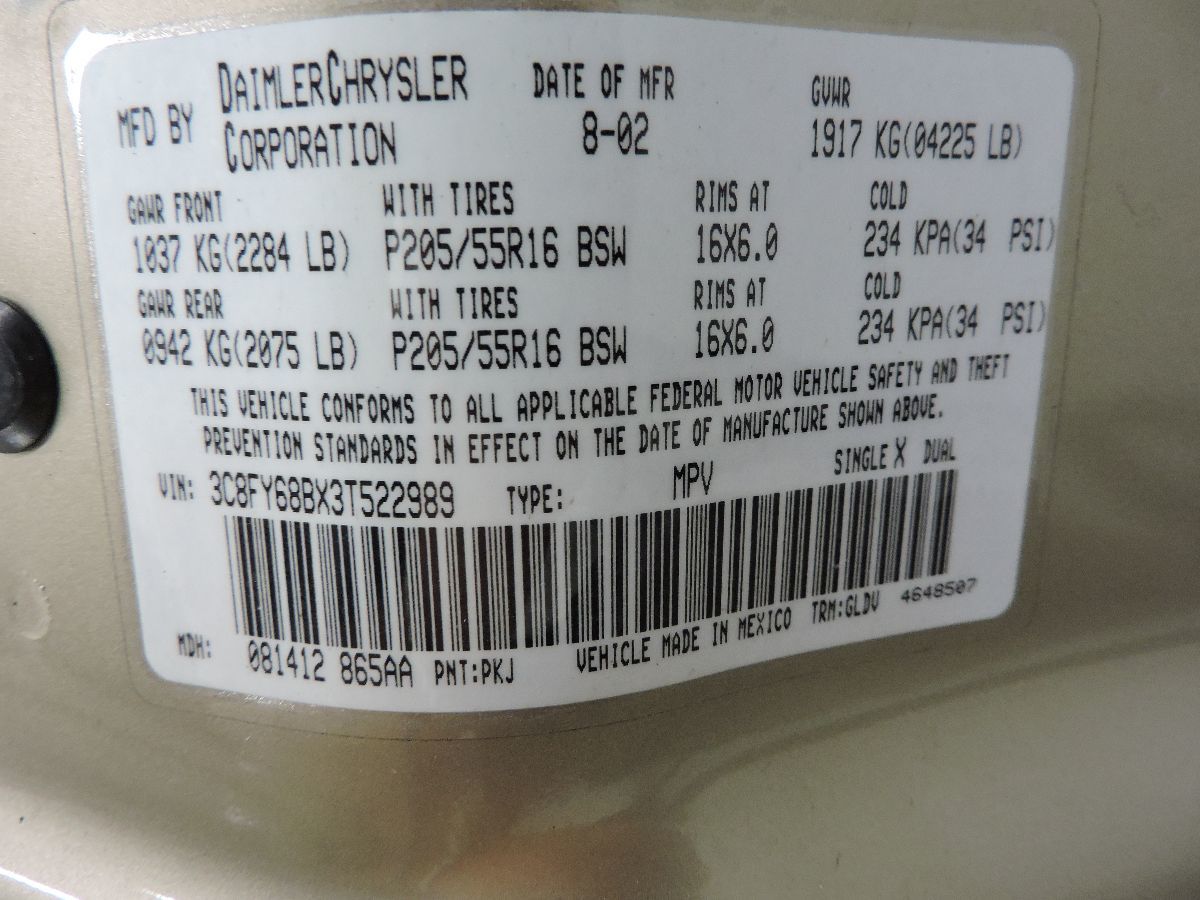 MFD BY DAIMLERCHRYSLER CORPORATION DATE OF MFR 8-02 GVWR 1917 KG(04225 LB)
GAWR FRONT WITH TIRES RIMS AT COLD
1037 KG(2284 LB) P205/55R16 BSW 16X6.0 234 KPA(34 PSI)
GAWR REAR WITH TIRES RIMS AT COLD
0942 KG(2075 LB) P205/55R16 BSW 16X6.0 234 KPA(34 PSI)
THIS VEHICLE CONFORMS TO ALL APPLICABLE FEDERAL MOTOR VEHICLE SAFETY AND THEFT
PREVENTION STANDARDS IN EFFECT ON THE DATE OF MANUFACTURE SHOWN ABOVE.
VIN: 3C8FY68BX3T522989 TYPE: MPV SINGLE X DUAL
MDH: 081412 865AA PNT:PKJ VEHICLE MADE IN MEXICO TRM:GLDV 4648507